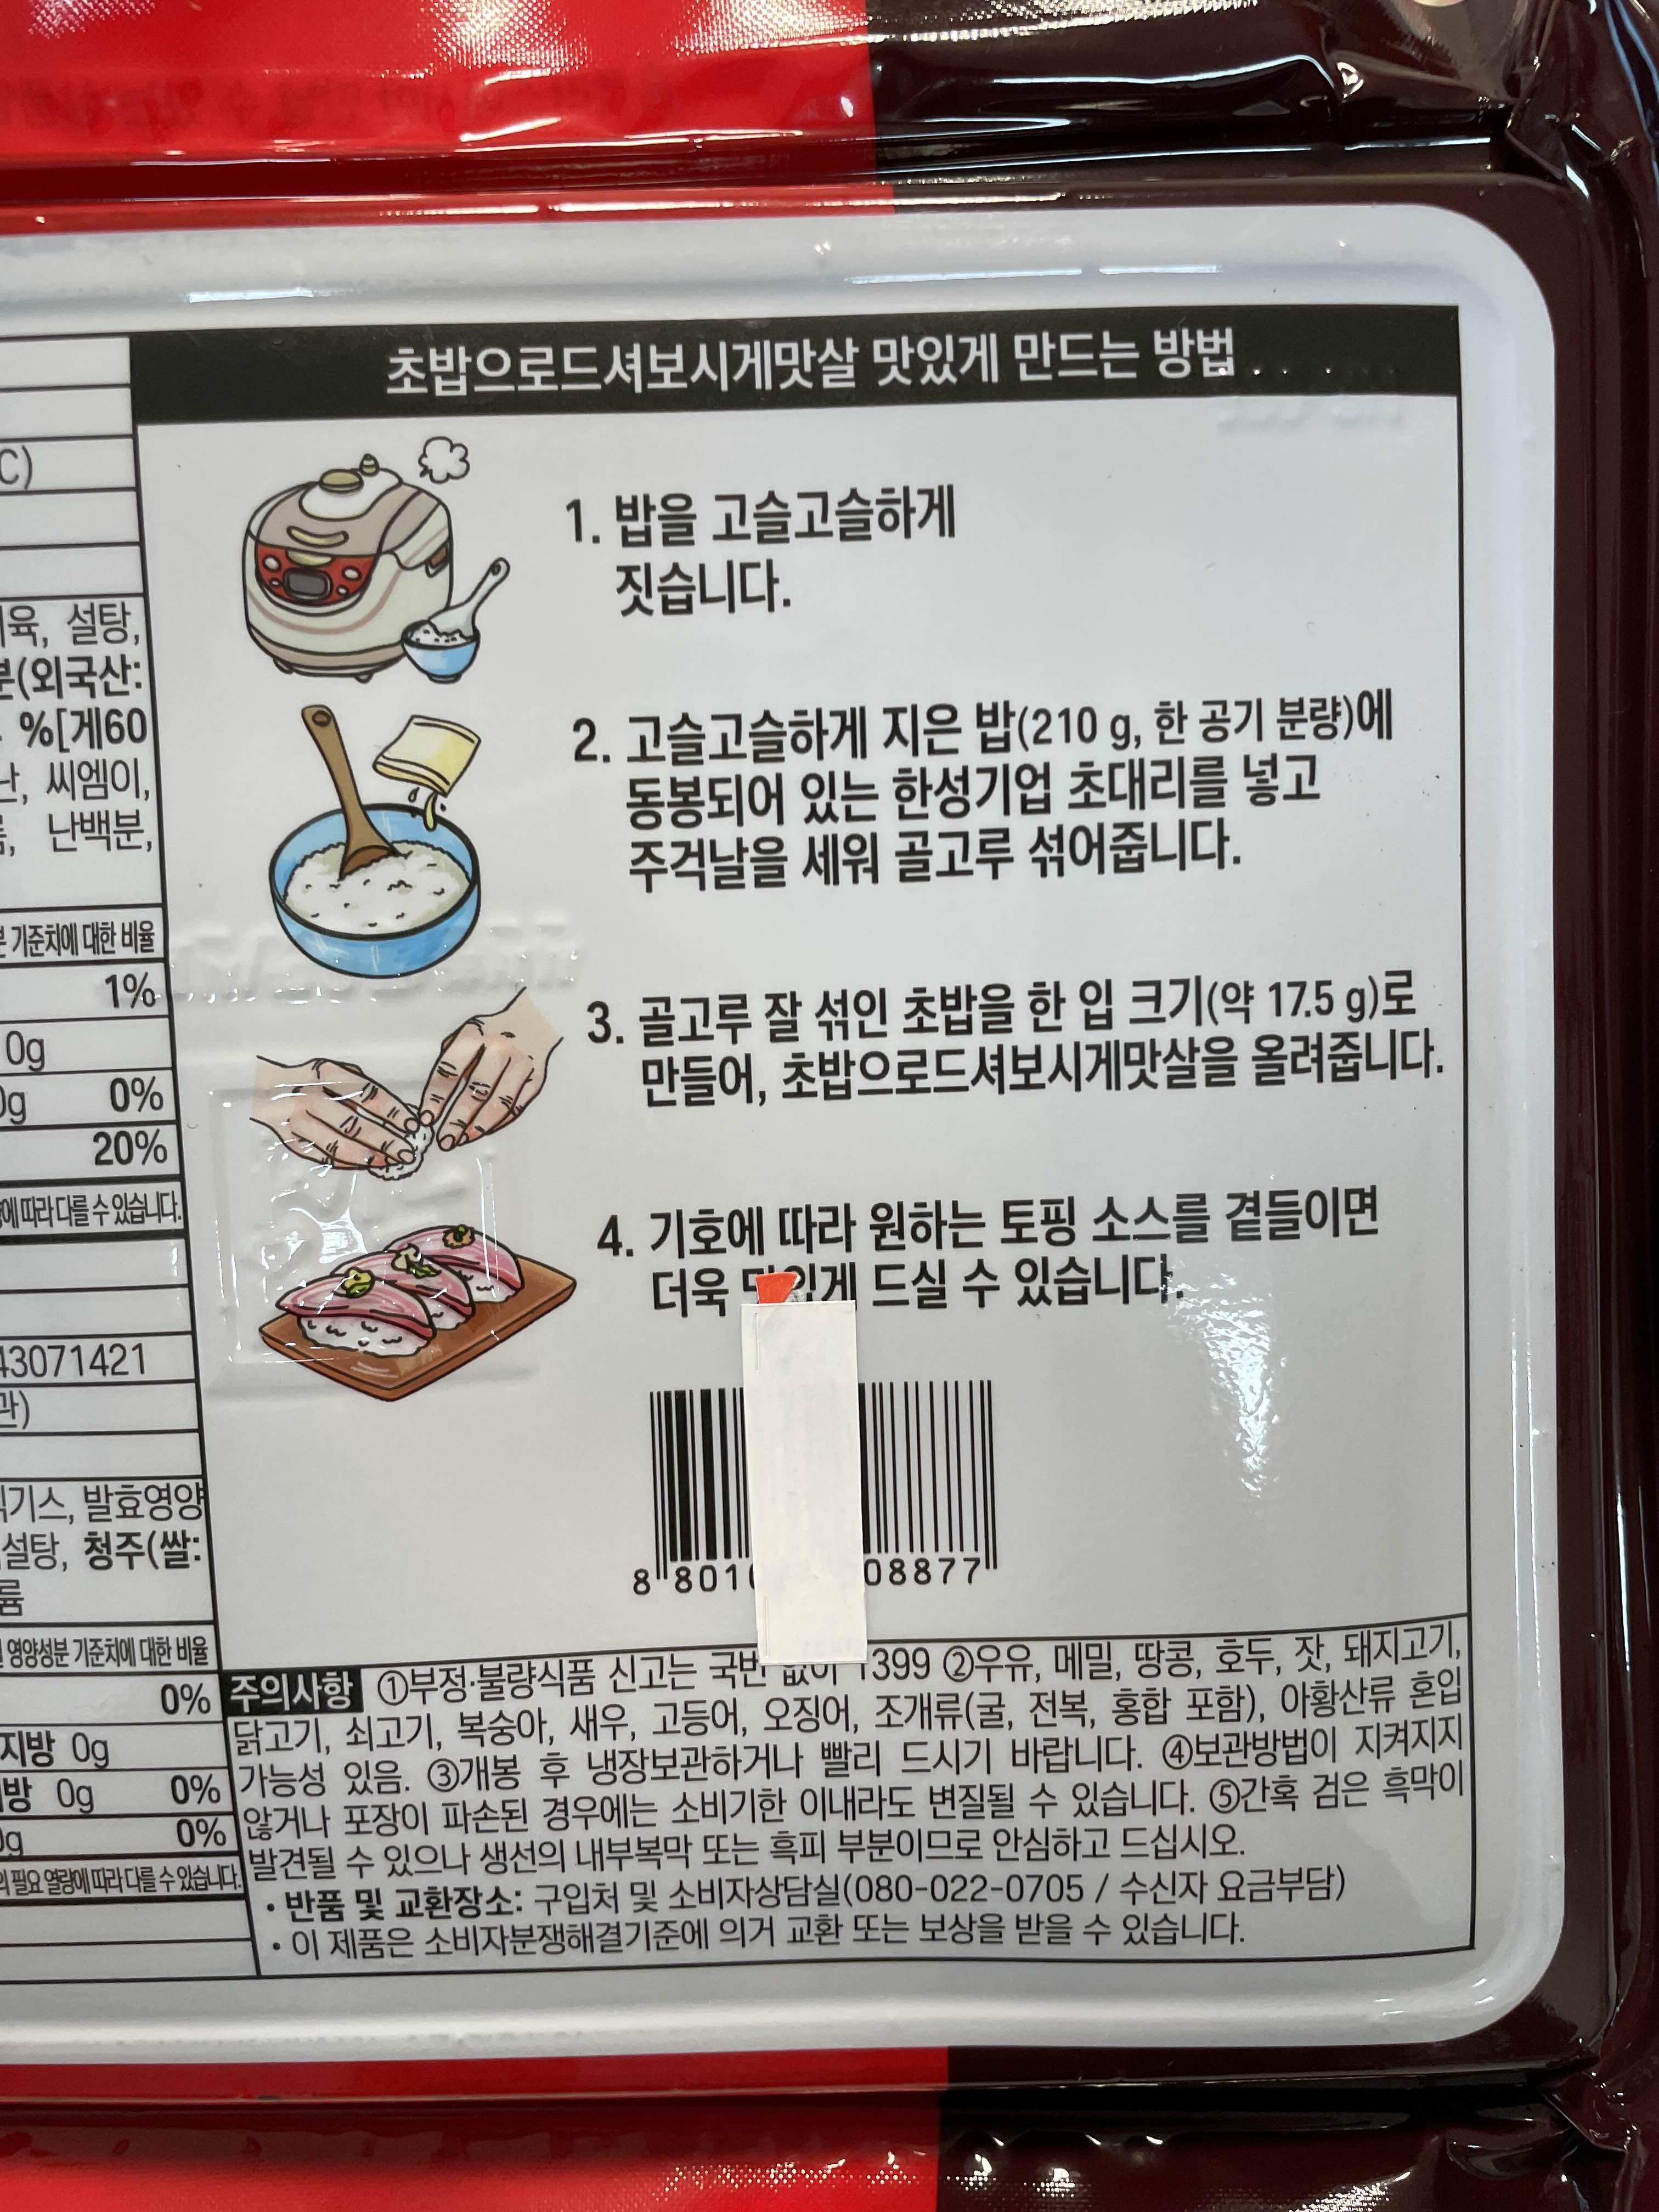 초밥으로드셔보시게맛살 맛있게 만드는 방법
1. 밥을 고슬고슬하게
짓습니다.
2. 고슬고슬하게 지은 밥(210 g, 한 공기 분량)에
동봉되어 있는 한성기업 초대리를 넣고
주걱날을 세워 골고루 섞어줍니다.
3. 골고루 잘 섞인 초밥을 한 입 크기(약 17.5 g)로
만들어, 초밥으로드셔보시게맛살을 올려줍니다.
4. 기호에 따라 원하는 토핑 소스를 곁들이면
더욱 드실 수 있습니다.
8 801 08877
주의사항 ①부정·불량식품 신고는 국번 없이 1399 ②우유, 메밀, 땅콩, 호두, 잣, 돼지고기,
닭고기, 쇠고기, 복숭아, 새우, 고등어, 오징어, 조개류(굴, 전복, 홍합 포함), 아황산류 혼입
가능성 있음. ③개봉 후 냉장보관하거나 빨리 드시기 바랍니다. ④보관방법이 지켜지지
않거나 포장이 파손된 경우에는 소비기한 이내라도 변질될 수 있습니다. ⑤간혹 검은 흑막이
발견될 수 있으나 생선의 내부복막 또는 흑피 부분이므로 안심하고 드십시오.
• 반품 및 교환장소: 구입처 및 소비자상담실(080-022-0705 / 수신자 요금부담)
• 이 제품은 소비자분쟁해결기준에 의거 교환 또는 보상을 받을 수 있습니다.
C)
설탕,
(외국산:
%[게60
씨엠이,
난백분,
기준치에 대한 비율
1%
0g
0g 0%
20%
에 따라 다를 수 있습니다.
43071421
관)
발효영양
설탕, 청주(쌀:
륨
영양성분 기준치에 대한 비율
0%
지방 0g
방 0g 0%
0%
필요 열량에 따라 다를 수 있습니다.